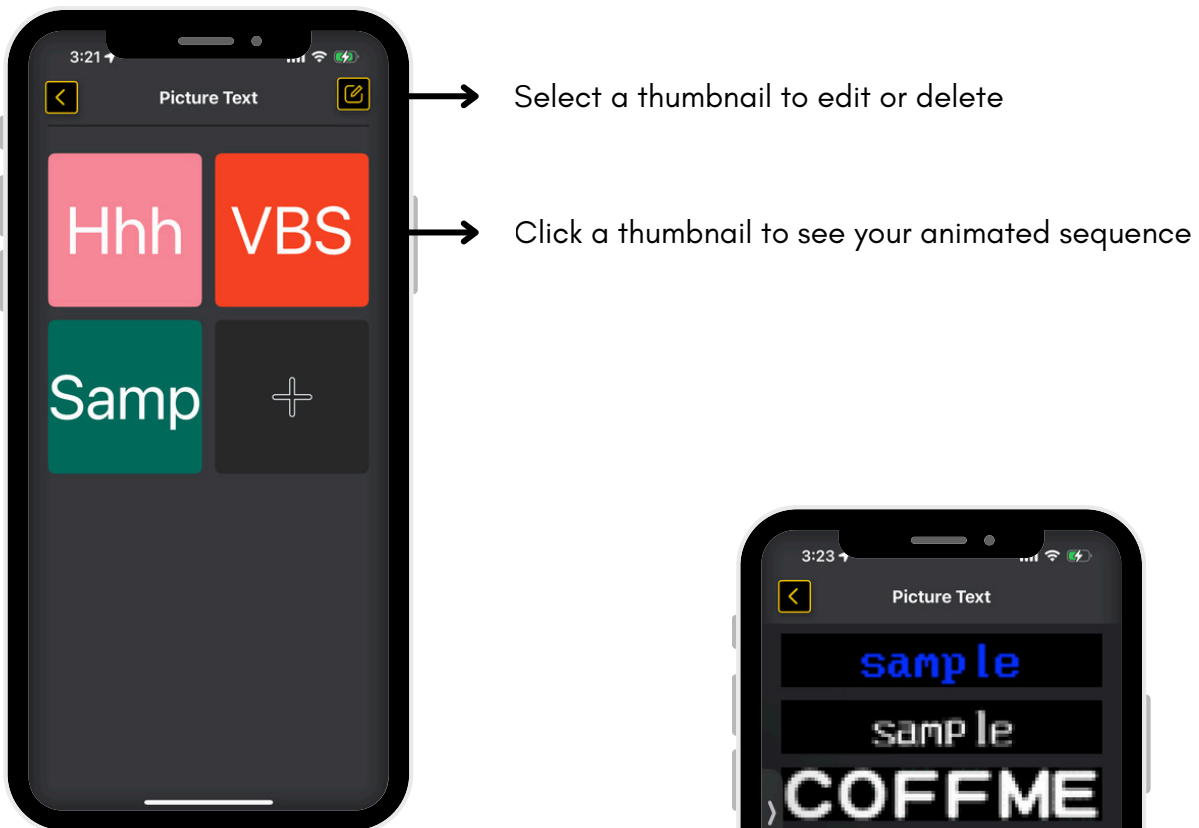 3:21
Picture Text
Select a thumbnail to edit or delete
Hhh VBS
Click a thumbnail to see your animated sequence
Samp
3:23
Picture Text
sample
sample
COFFME